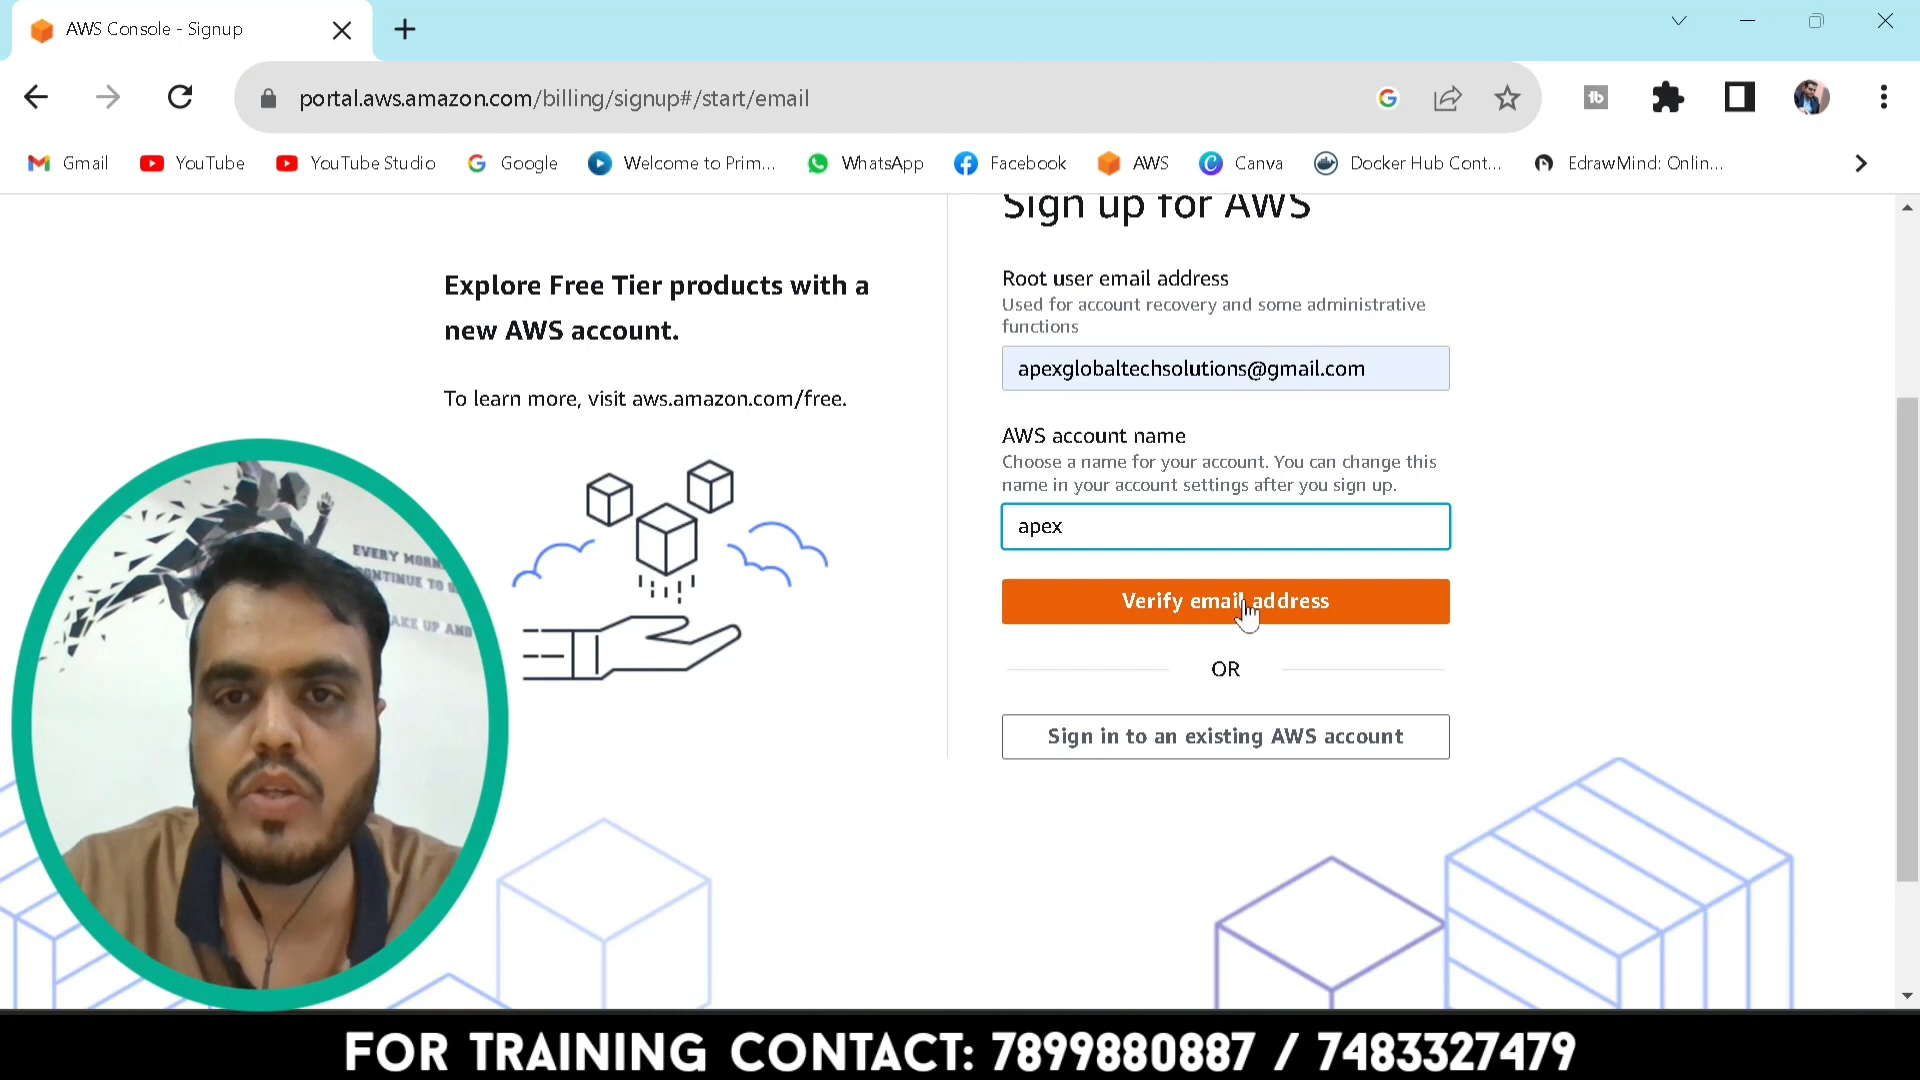 AWS Console - Signup
portal.aws.amazon.com/billing/signup#/start/email
Gmail YouTube YouTube Studio Google Welcome to Prim... WhatsApp Facebook AWS Canva Docker Hub Cont... EdrawMind: Onlin...
Sign up for AWS
Explore Free Tier products with a
new AWS account.
To learn more, visit aws.amazon.com/free.
Root user email address
Used for account recovery and some administrative
functions
apexglobaltechsolutions@gmail.com
AWS account name
Choose a name for your account. You can change this
name in your account settings after you sign up.
apex
Verify email address
OR
Sign in to an existing AWS account
EVERY MORN
CONTINUE TO
AKE UP AND
FOR TRAINING CONTACT: 7899880887 / 7483327479